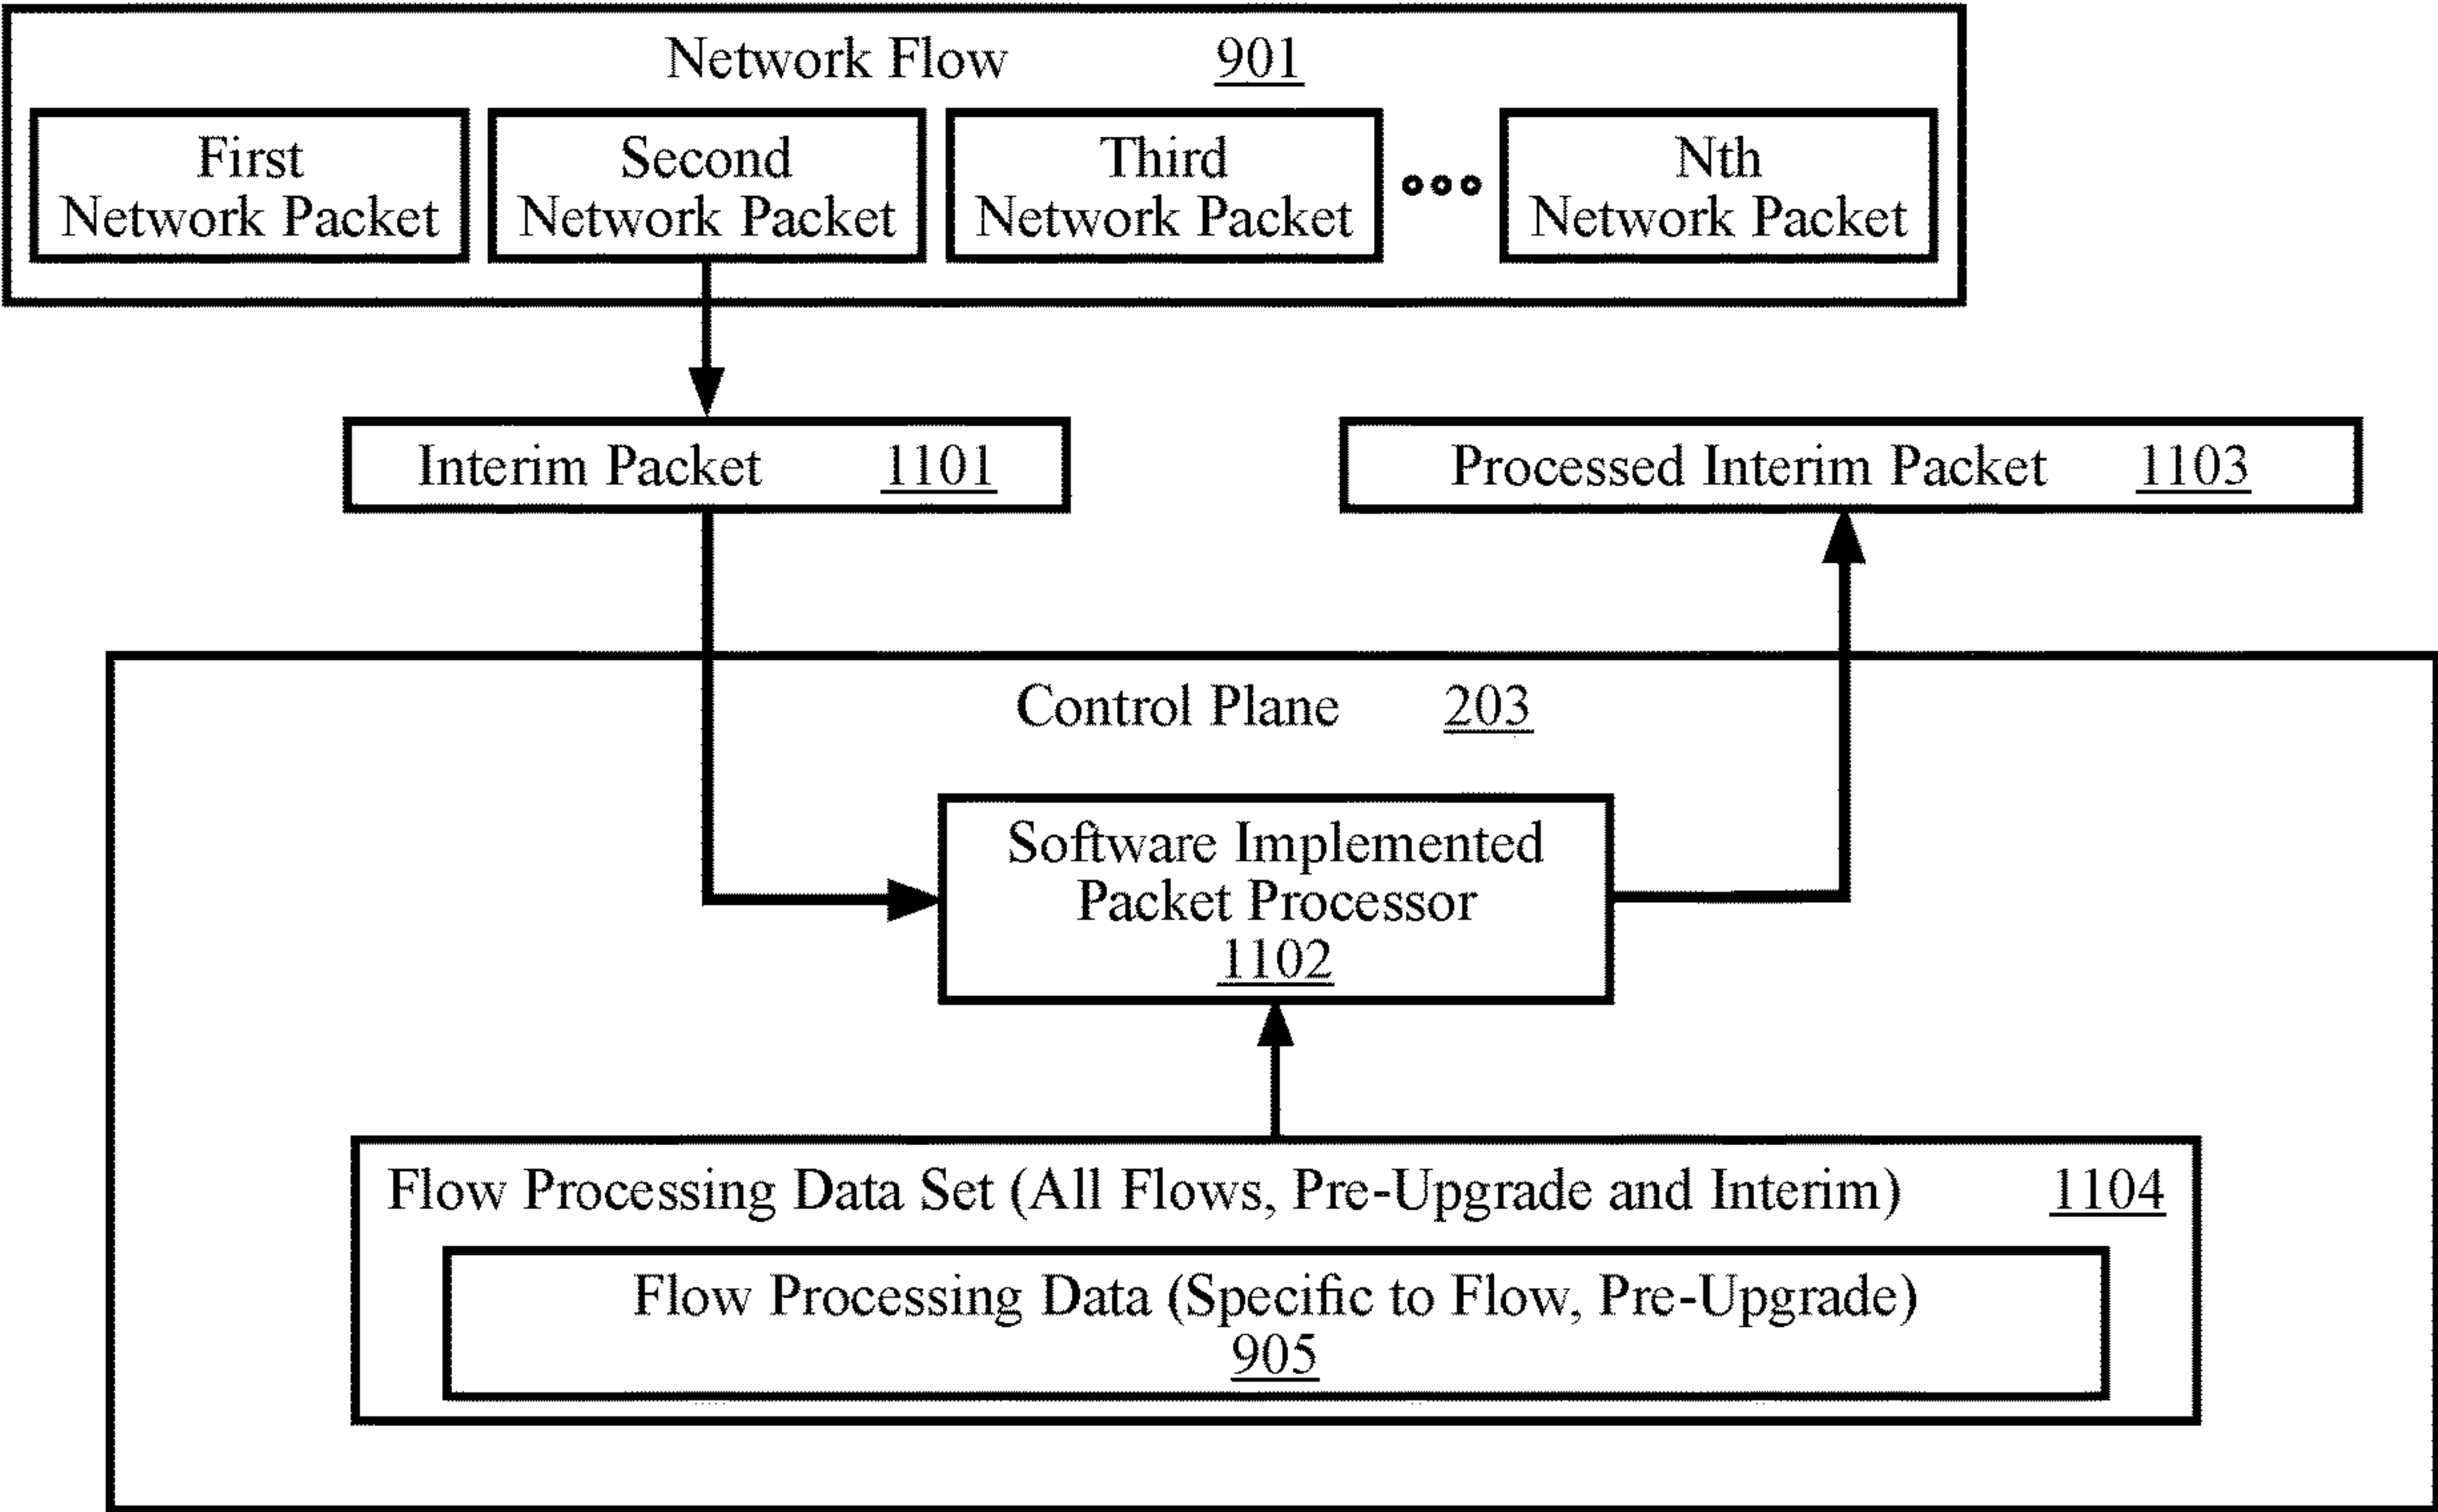 Network Flow 901
First
Network Packet
Second
Network Packet
Third
Network Packet
Nth
Network Packet
Interim Packet 1101
Processed Interim Packet 1103
Control Plane 203
Software Implemented
Packet Processor
1102
Flow Processing Data Set (All Flows, Pre-Upgrade and Interim) 1104
Flow Processing Data (Specific to Flow, Pre-Upgrade)
905